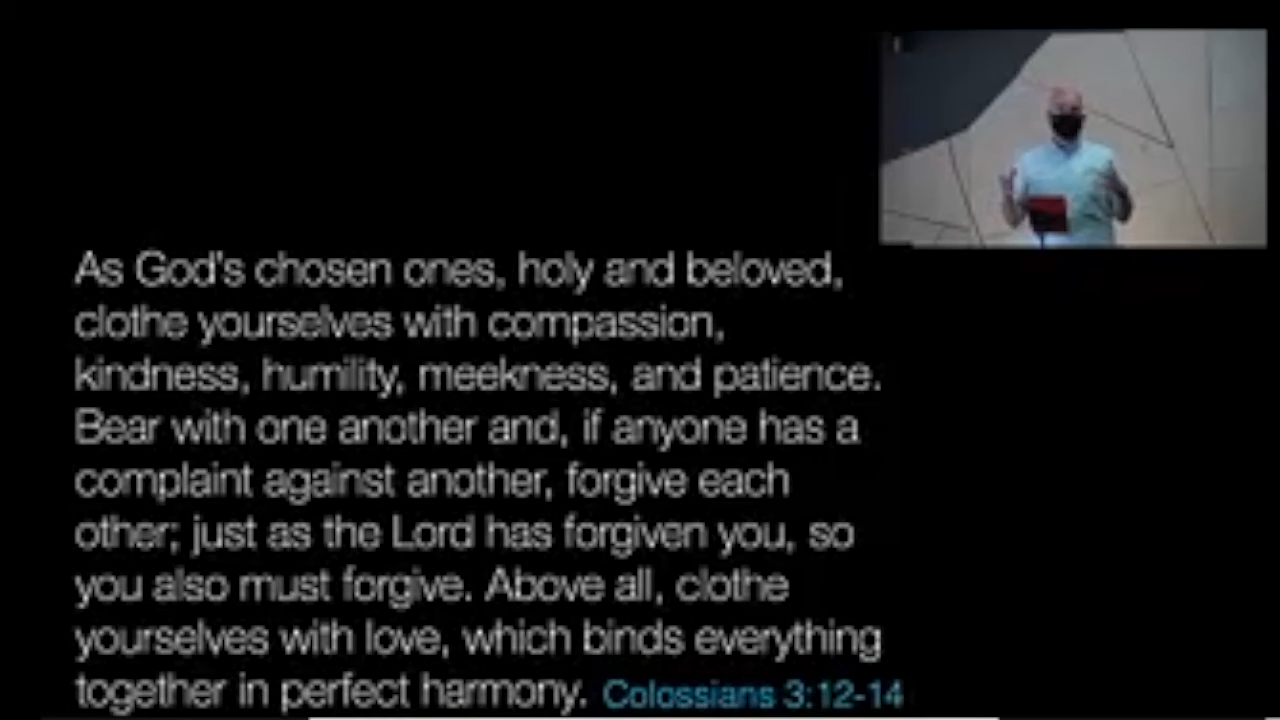 As God's chosen ones, holy and beloved,
clothe yourselves with compassion,
kindness, humility, meekness, and patience.
Bear with one another and, if anyone has a
complaint against another, forgive each
other; just as the Lord has forgiven you, so
you also must forgive. Above all, clothe
yourselves with love, which binds everything
together in perfect harmony. Colossians 3:12-14